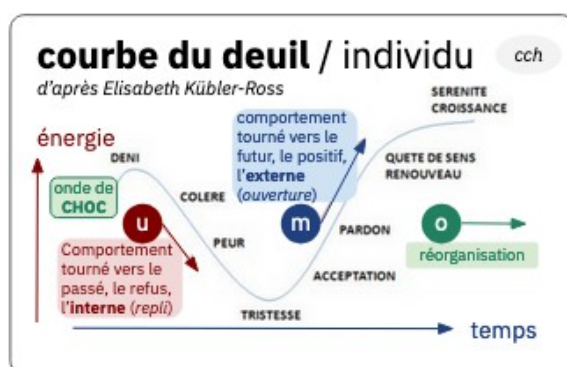 courbe du deuil / individu
cch
d'après Elisabeth Kübler-Ross
SERENITE
CROISSANCE
énergie
comportement
tourné vers le
futur, le positif,
l'externe
(ouverture)
DENI
QUETE DE SENS
RENOUVEAU
onde de
CHOC
COLERE
u
m
o
PEUR
PARDON
Comportement
tourné vers le
passé, le refus,
l'interne (repli)
réorganisation
ACCEPTATION
TRISTESSE
temps